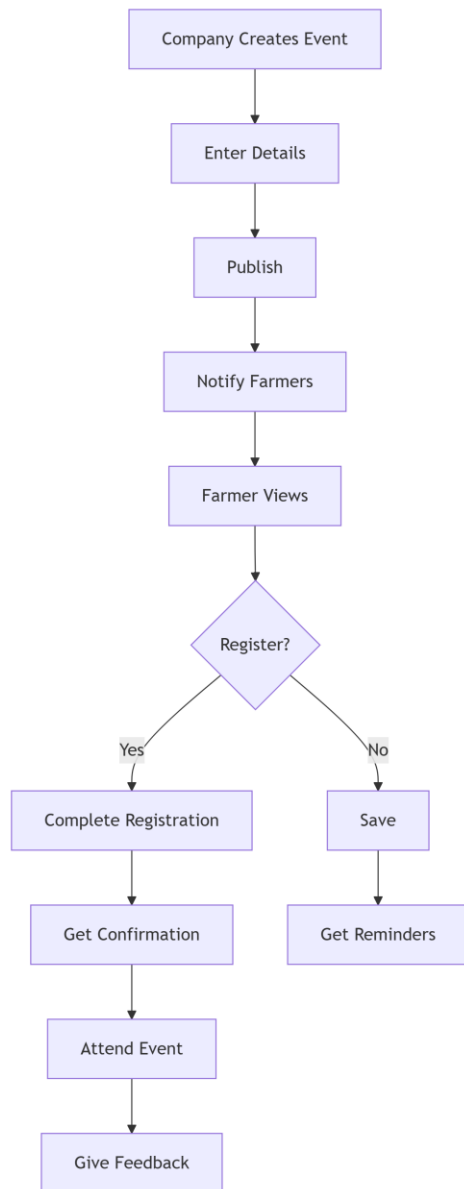 Company Creates Event
Enter Details
Publish
Notify Farmers
Farmer Views
Register?
Yes
No
Complete Registration
Save
Get Confirmation
Get Reminders
Attend Event
Give Feedback